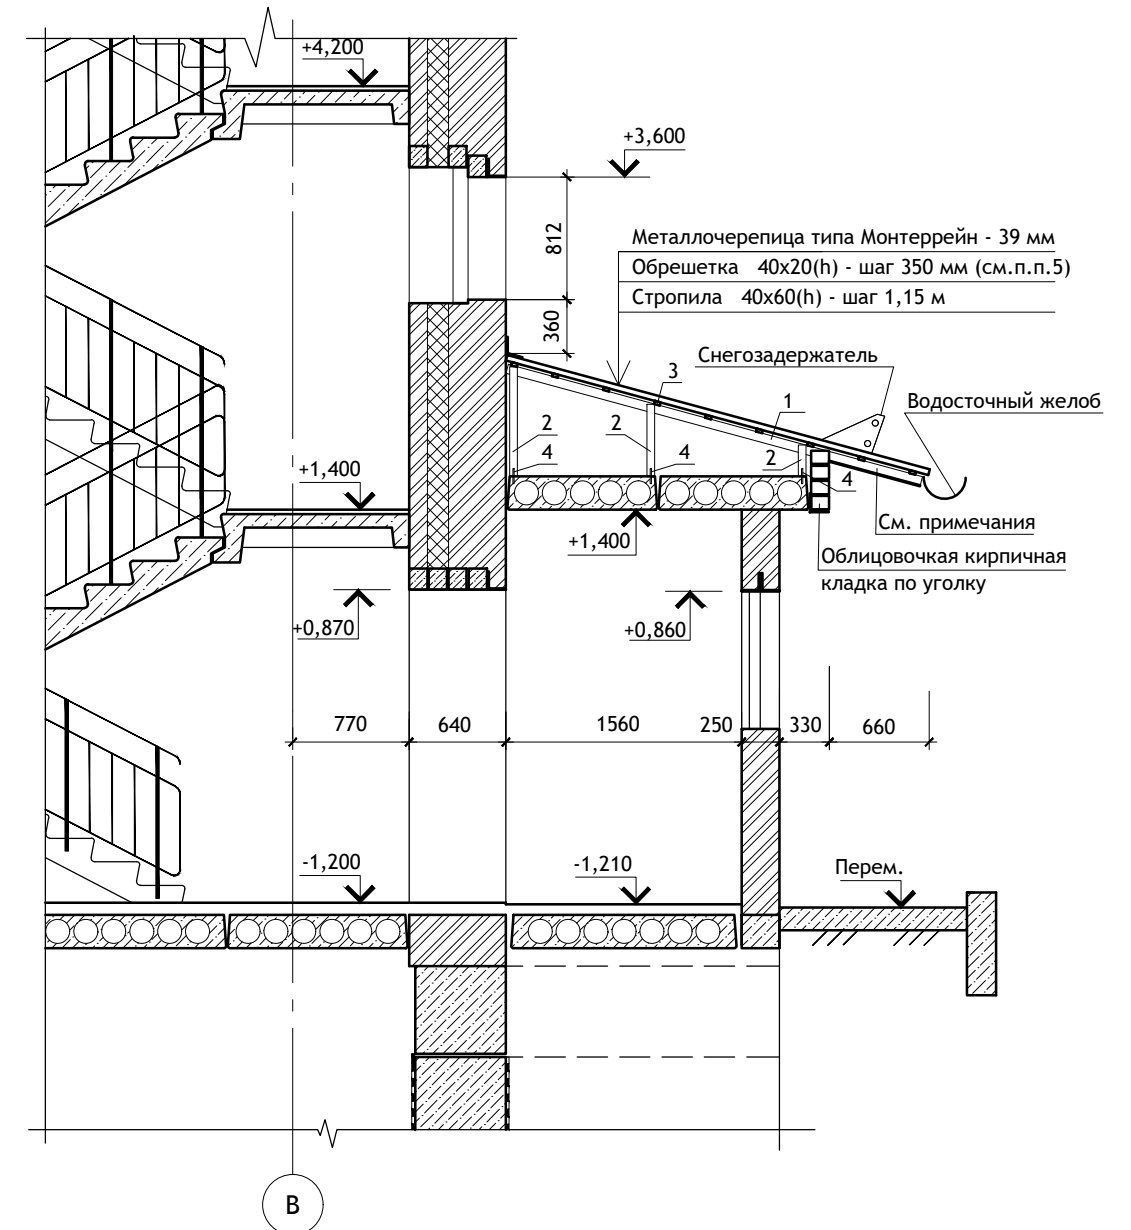 +4,200
+3,600
812
Металлочерепица типа Монтеррейн - 39 мм
Обрешетка 40х20(h) - шаг 350 мм (см.п.п.5)
Стропила 40х60(h) - шаг 1,15 м
360
Снегозадержатель
3
Водосточный желоб
1
2
2
2
4
4
4
+1,400
+1,400
См. примечания
Облицовочкая кирпичная
кладка по уголку
+0,870
+0,860
770
640
1560
250
330
660
-1,200
-1,210
Перем.
В